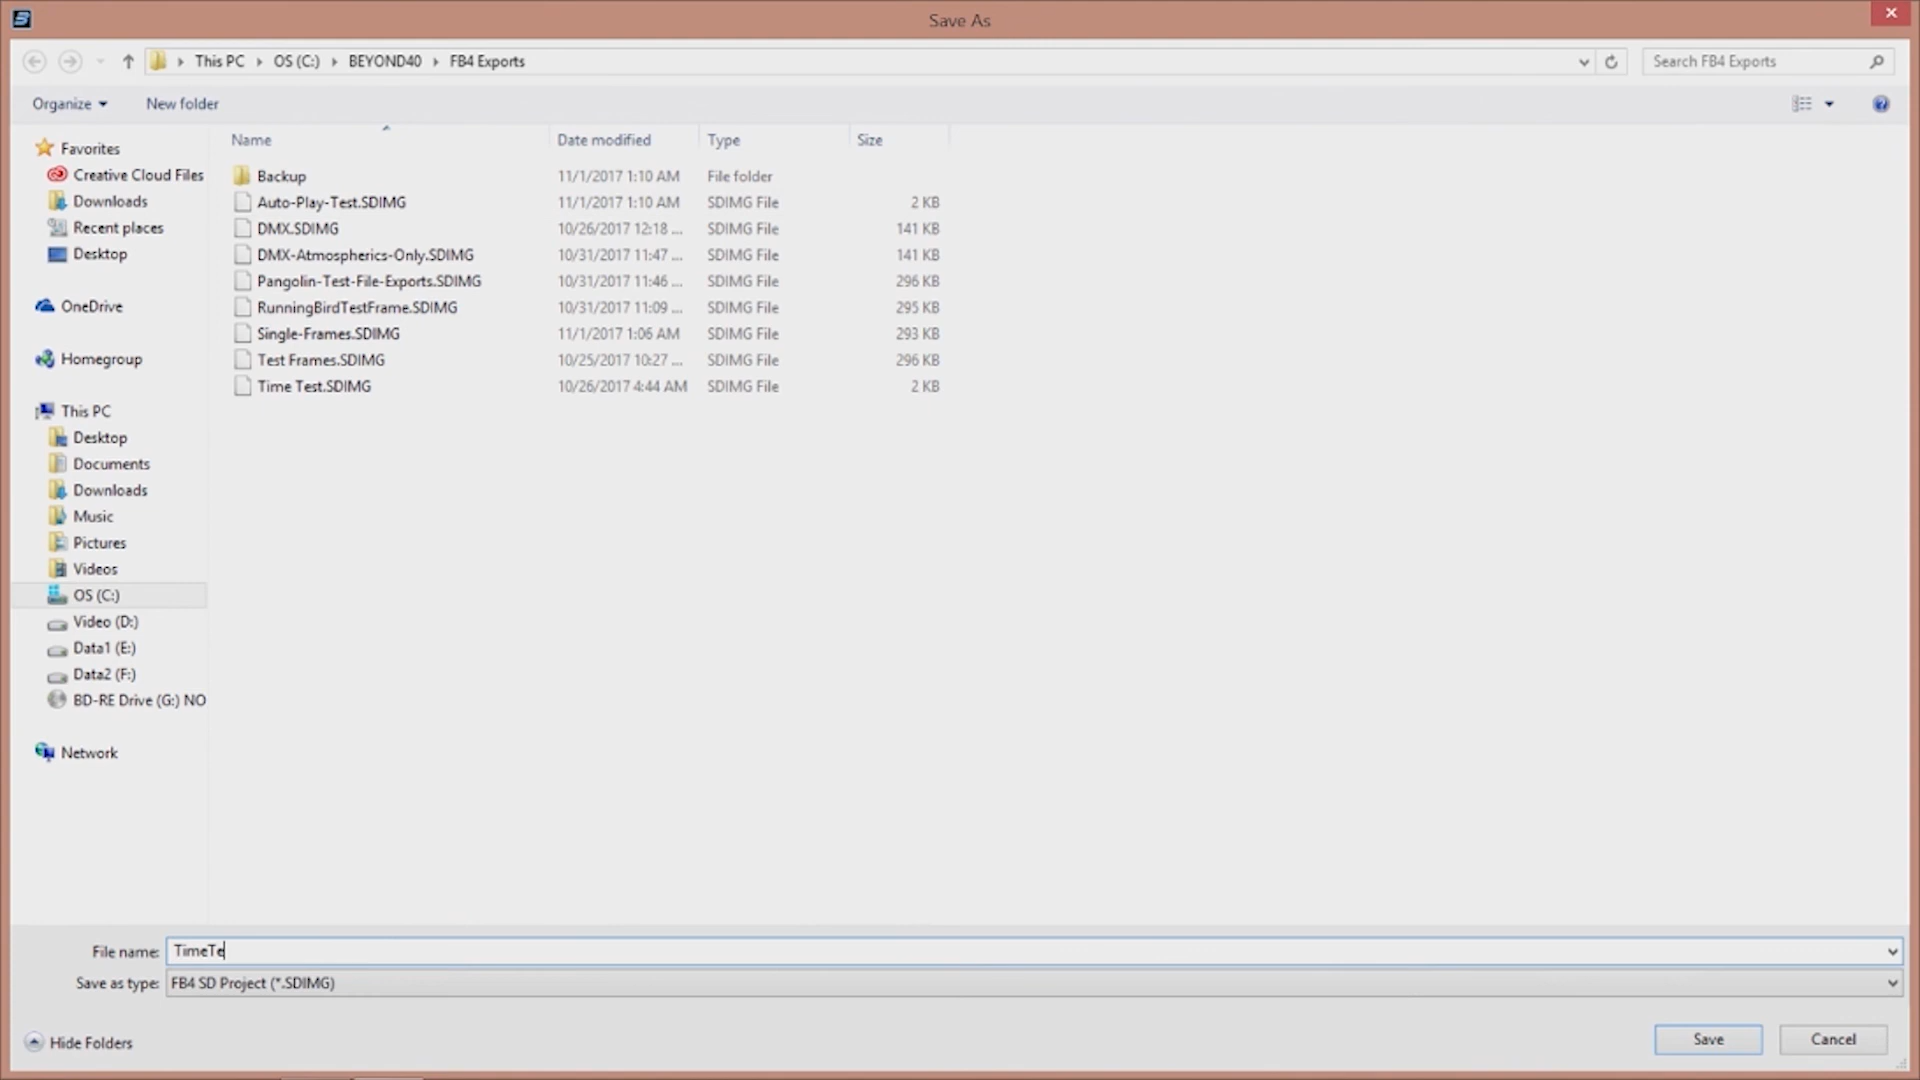 Save As
This PC OS (C:) BEYOND40 FB4 Exports
Search FB4 Exports
Organize New folder
Name Date modified Type Size
Favorites
Creative Cloud Files
Downloads
Recent places
Desktop
OneDrive
Homegroup
This PC
Desktop
Documents
Downloads
Music
Pictures
Videos
OS (C:)
Video (D:)
Data1 (E:)
Data2 (F:)
BD-RE Drive (G:) NO
Network
Backup 11/1/2017 1:10 AM File folder
Auto-Play-Test.SDIMG 11/1/2017 1:10 AM SDIMG File 2 KB
DMX.SDIMG 10/26/2017 12:18 ... SDIMG File 141 KB
DMX-Atmospherics-Only.SDIMG 10/31/2017 11:47 ... SDIMG File 141 KB
Pangolin-Test-File-Exports.SDIMG 10/31/2017 11:46 ... SDIMG File 296 KB
RunningBirdTestFrame.SDIMG 10/31/2017 11:09 ... SDIMG File 295 KB
Single-Frames.SDIMG 11/1/2017 1:06 AM SDIMG File 293 KB
Test Frames.SDIMG 10/25/2017 10:27 ... SDIMG File 296 KB
Time Test.SDIMG 10/26/2017 4:44 AM SDIMG File 2 KB
File name: TimeTe
Save as type: FB4 SD Project (*.SDIMG)
Hide Folders
Save Cancel